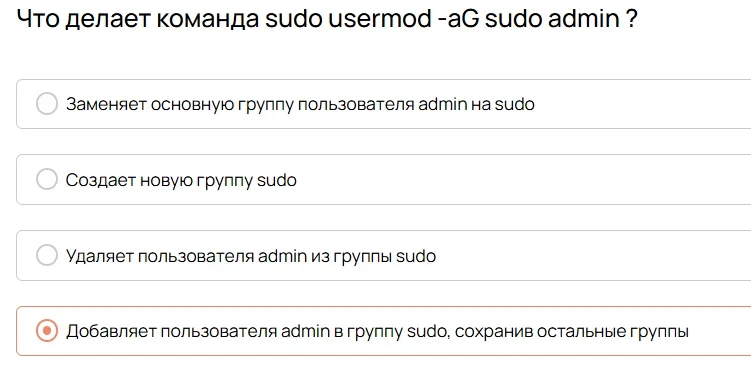 Что делает команда sudo usermod -aG sudo admin ?
Заменяет основную группу пользователя admin на sudo
Создает новую группу sudo
Удаляет пользователя admin из группы sudo
Добавляет пользователя admin в группу sudo, сохранив остальные группы